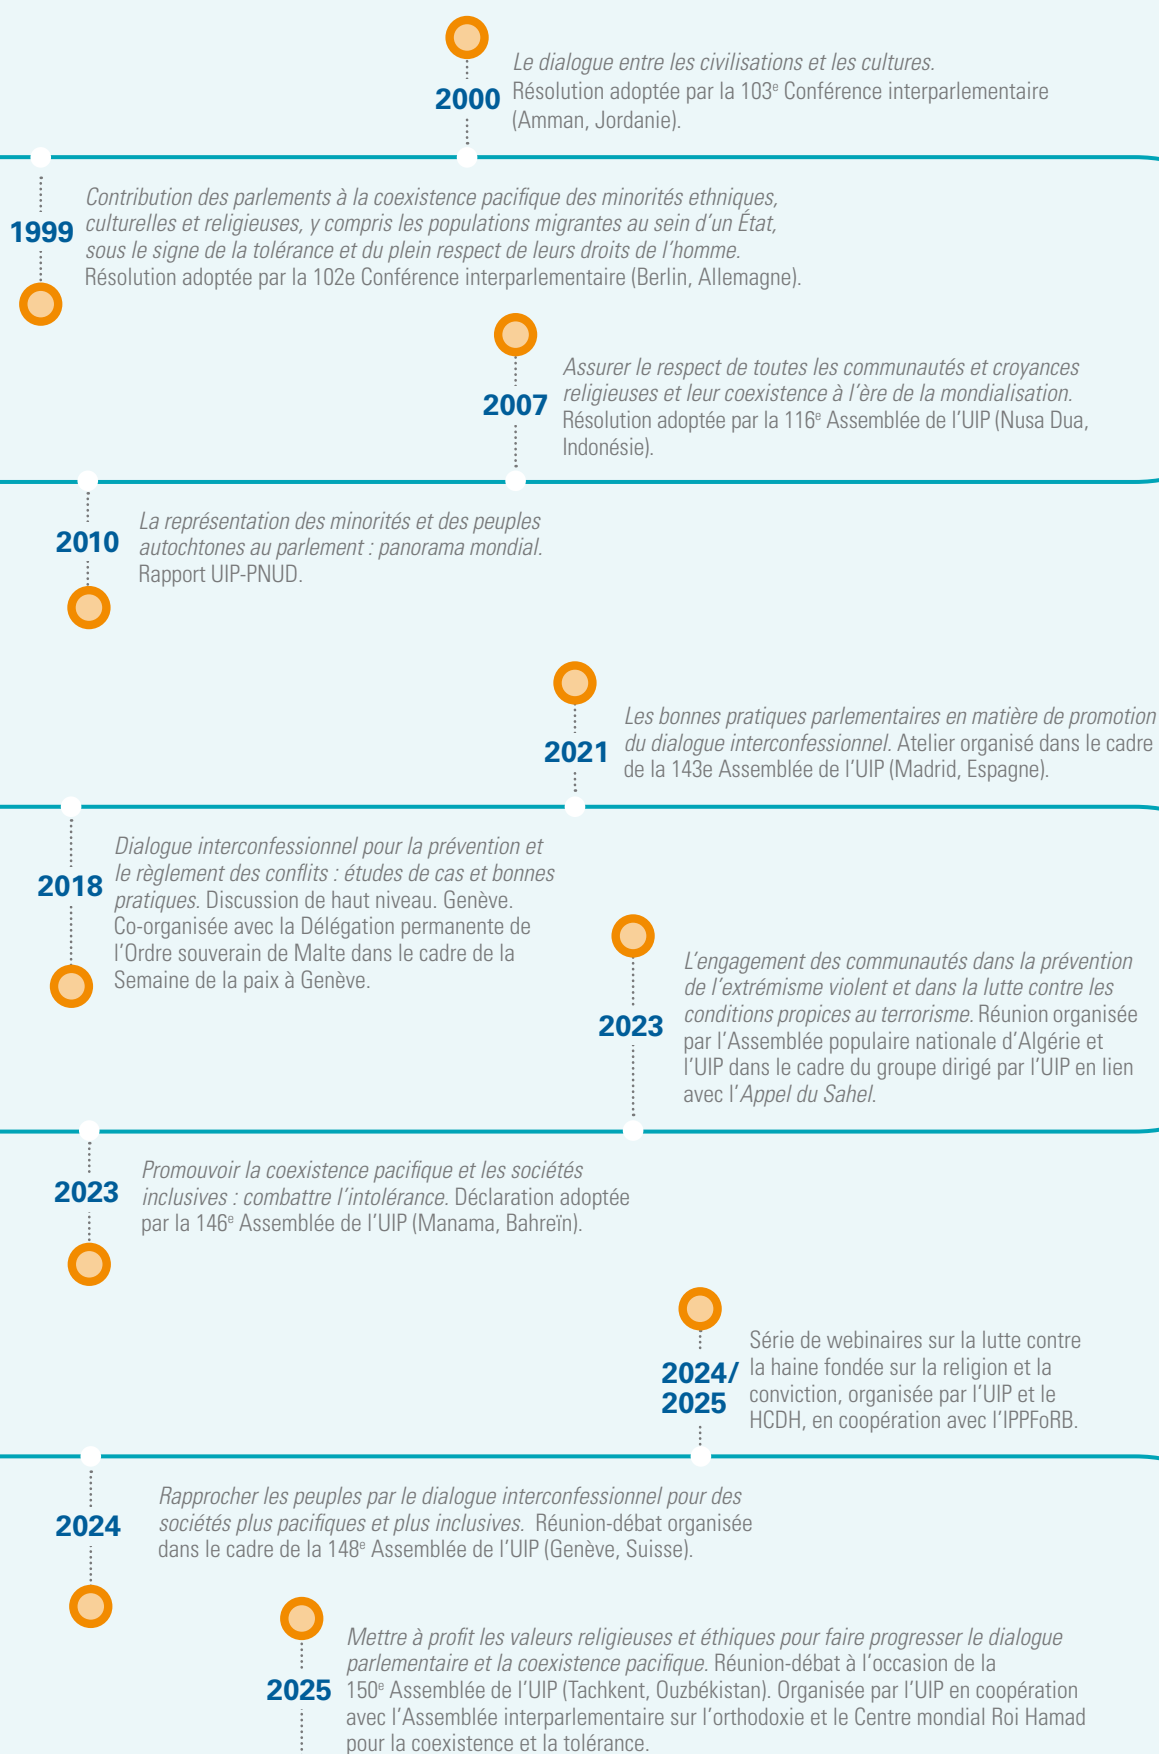 2000
Le dialogue entre les civilisations et les cultures.
Résolution adoptée par la 103e Conférence interparlementaire
(Amman, Jordanie).
1999
Contribution des parlements à la coexistence pacifique des minorités ethniques,
culturelles et religieuses, y compris les populations migrantes au sein d’un État,
sous le signe de la tolérance et du plein respect de leurs droits de l’homme.
Résolution adoptée par la 102e Conférence interparlementaire (Berlin, Allemagne).
2007
Assurer le respect de toutes les communautés et croyances
religieuses et leur coexistence à l’ère de la mondialisation.
Résolution adoptée par la 116e Assemblée de l’UIP (Nusa Dua,
Indonésie).
2010
La représentation des minorités et des peuples
autochtones au parlement : panorama mondial.
Rapport UIP-PNUD.
2021
Les bonnes pratiques parlementaires en matière de promotion
du dialogue interconfessionnel. Atelier organisé dans le cadre
de la 143e Assemblée de l’UIP (Madrid, Espagne).
2018
Dialogue interconfessionnel pour la prévention et
le règlement des conflits : études de cas et bonnes
pratiques. Discussion de haut niveau. Genève.
Co-organisée avec la Délégation permanente de
l’Ordre souverain de Malte dans le cadre de la
Semaine de la paix à Genève.
2023
L’engagement des communautés dans la prévention
de l’extrémisme violent et dans la lutte contre les
conditions propices au terrorisme. Réunion organisée
par l’Assemblée populaire nationale d’Algérie et
l’UIP dans le cadre du groupe dirigé par l’UIP en lien
avec l’Appel du Sahel.
2023
Promouvoir la coexistence pacifique et les sociétés
inclusives : combattre l’intolérance. Déclaration adoptée
par la 146e Assemblée de l’UIP (Manama, Bahreïn).
2024/
2025
Série de webinaires sur la lutte contre
la haine fondée sur la religion et la
conviction, organisée par l’UIP et le
HCDH, en coopération avec l’IPPFoRB.
2024
Rapprocher les peuples par le dialogue interconfessionnel pour des
sociétés plus pacifiques et plus inclusives. Réunion-débat organisée
dans le cadre de la 148e Assemblée de l’UIP (Genève, Suisse).
2025
Mettre à profit les valeurs religieuses et éthiques pour faire progresser le dialogue
parlementaire et la coexistence pacifique. Réunion-débat à l’occasion de la
150e Assemblée de l’UIP (Tachkent, Ouzbékistan). Organisée par l’UIP en coopération
avec l’Assemblée interparlementaire sur l’orthodoxie et le Centre mondial Roi Hamad
pour la coexistence et la tolérance.